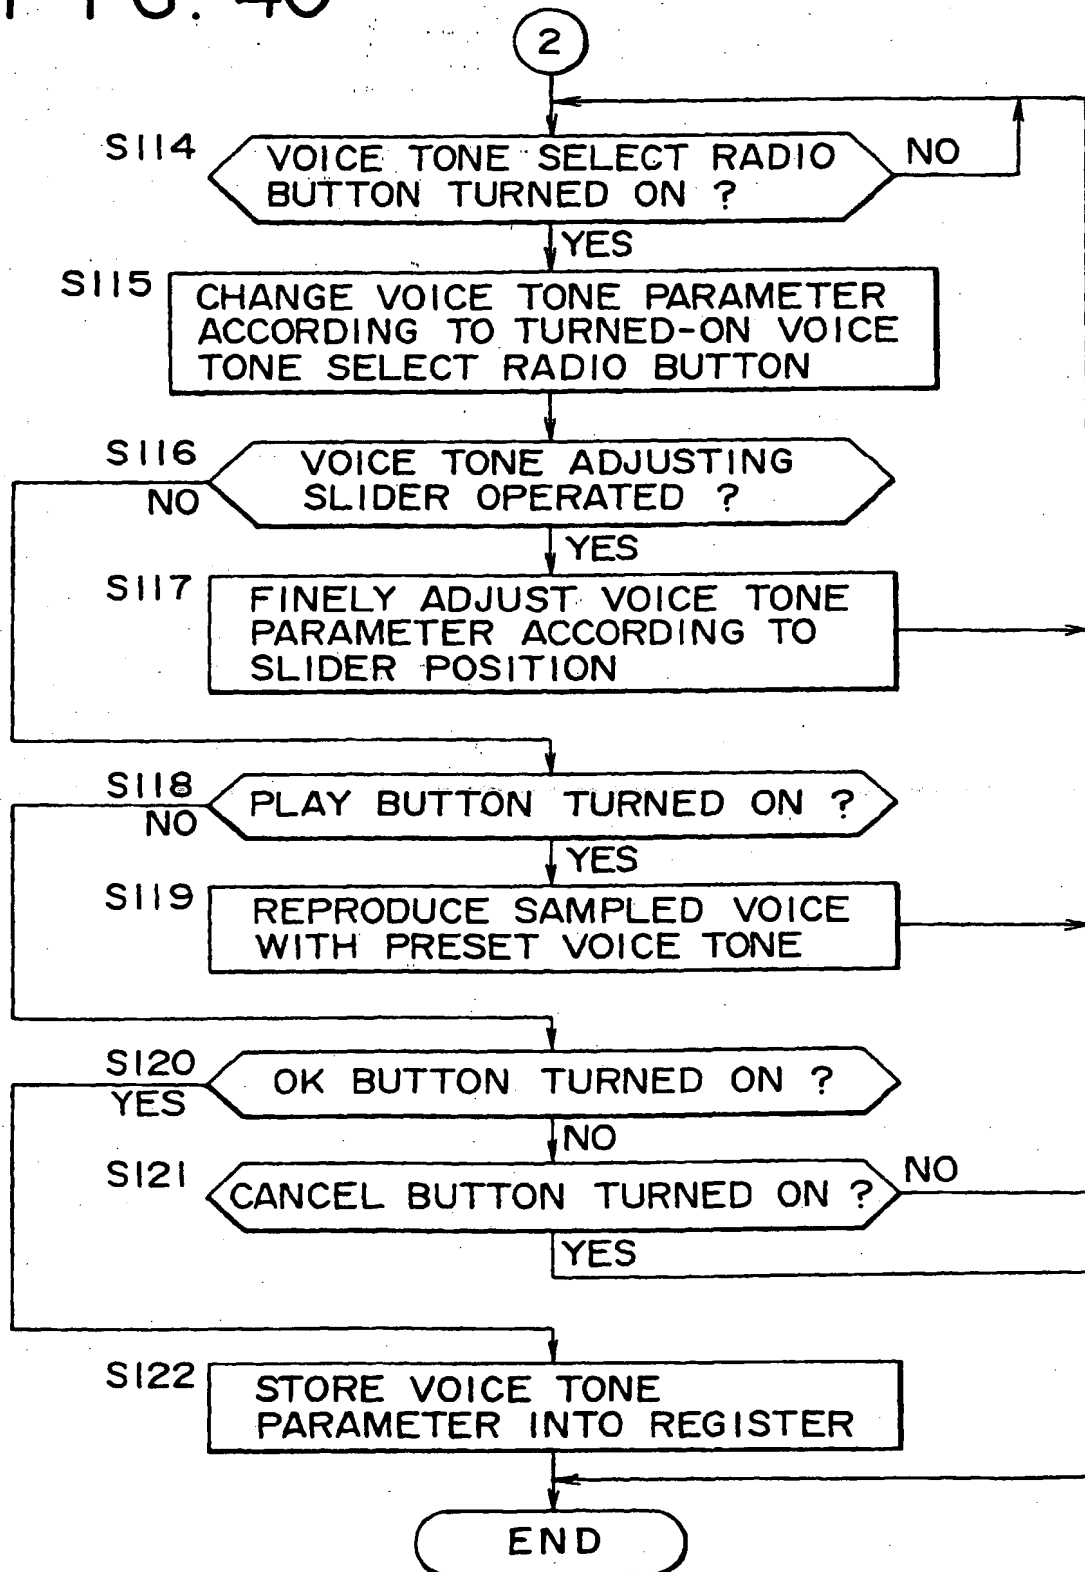 FIG. 40
2
S114
VOICE TONE SELECT RADIO
BUTTON TURNED ON ?
NO
YES
S115
CHANGE VOICE TONE PARAMETER
ACCORDING TO TURNED-ON VOICE
TONE SELECT RADIO BUTTON
S116
VOICE TONE ADJUSTING
SLIDER OPERATED ?
NO
YES
S117
FINELY ADJUST VOICE TONE
PARAMETER ACCORDING TO
SLIDER POSITION
S118
PLAY BUTTON TURNED ON ?
NO
YES
S119
REPRODUCE SAMPLED VOICE
WITH PRESET VOICE TONE
S120
OK BUTTON TURNED ON ?
YES
NO
S121
CANCEL BUTTON TURNED ON ?
NO
YES
S122
STORE VOICE TONE
PARAMETER INTO REGISTER
END